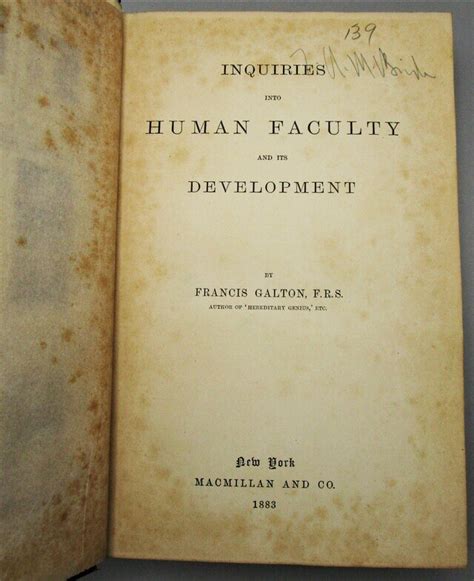 139
McBride
INQUIRIES
INTO
HUMAN FACULTY
AND ITS
DEVELOPMENT
BY
FRANCIS GALTON, F.R.S.
AUTHOR OF 'HEREDITARY GENIUS,' ETC.
New York
MACMILLAN AND CO.
1883